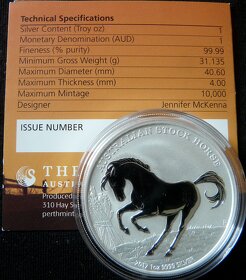 Technical Specifications
Silver Content (Troy oz) 1
Monetary Denomination (AUD) 1
Fineness (% purity) 99.99
Minimum Gross Weight (g) 31.135
Maximum Diameter (mm) 40.60
Maximum Thickness (mm) 4.00
Maximum Mintage 10,000
Designer Jennifer McKenna
ISSUE NUMBER
THE
AUST
Produced
310 Hay S
perthmint
AUSTRALIAN STOCK HORSE
2017 1oz 9999 SILVER